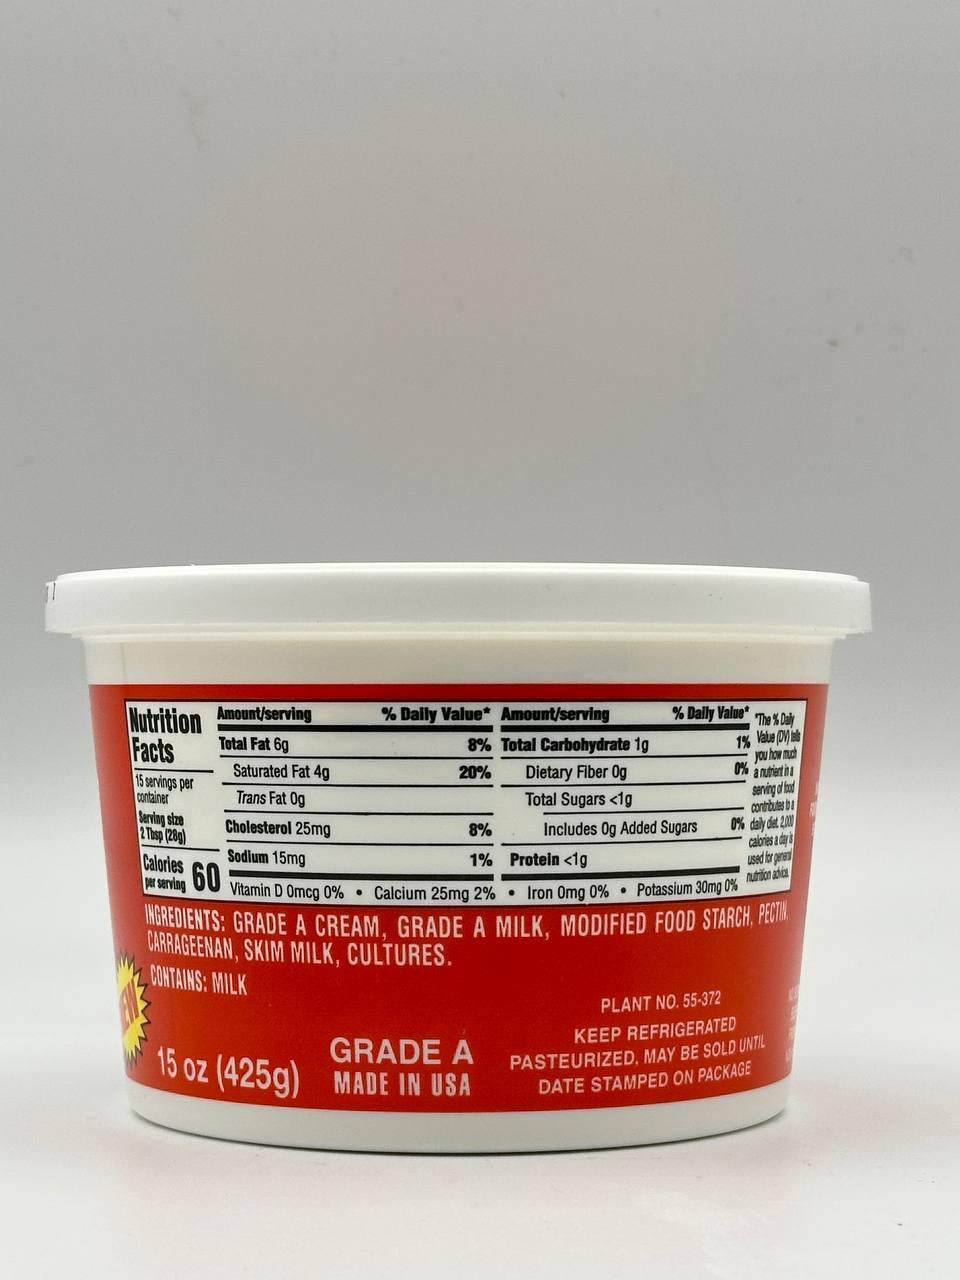 Nutrition
Facts
15 servings per
container
Serving size
2 Tbsp (28g)
Calories
per serving 60
Amount/serving % Daily Value*
Total Fat 6g 8%
Saturated Fat 4g 20%
Trans Fat 0g
Cholesterol 25mg 8%
Sodium 15mg 1%
Amount/serving % Daily Value*
Total Carbohydrate 1g 1%
Dietary Fiber 0g 0%
Total Sugars <1g
Includes 0g Added Sugars 0%
Protein <1g
Vitamin D 0mcg 0% • Calcium 25mg 2% • Iron 0mg 0% • Potassium 30mg 0%
*The % Daily
Value (DV) tells
you how much
a nutrient in a
serving of food
contributes to a
daily diet. 2,000
calories a day is
used for general
nutrition advice.
INGREDIENTS: GRADE A CREAM, GRADE A MILK, MODIFIED FOOD STARCH, PECTIN,
CARRAGEENAN, SKIM MILK, CULTURES.
CONTAINS: MILK
15 oz (425g)
GRADE A
MADE IN USA
PLANT NO. 55-372
KEEP REFRIGERATED
PASTEURIZED, MAY BE SOLD UNTIL
DATE STAMPED ON PACKAGE